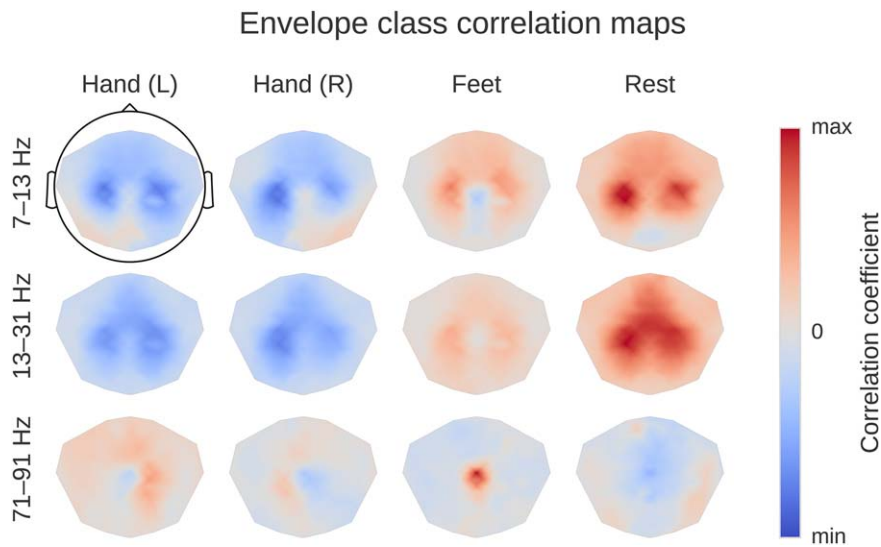 Envelope class correlation maps
Hand (L) Hand (R) Feet Rest
7–13 Hz
13–31 Hz
71–91 Hz
max
0
min
Correlation coefficient